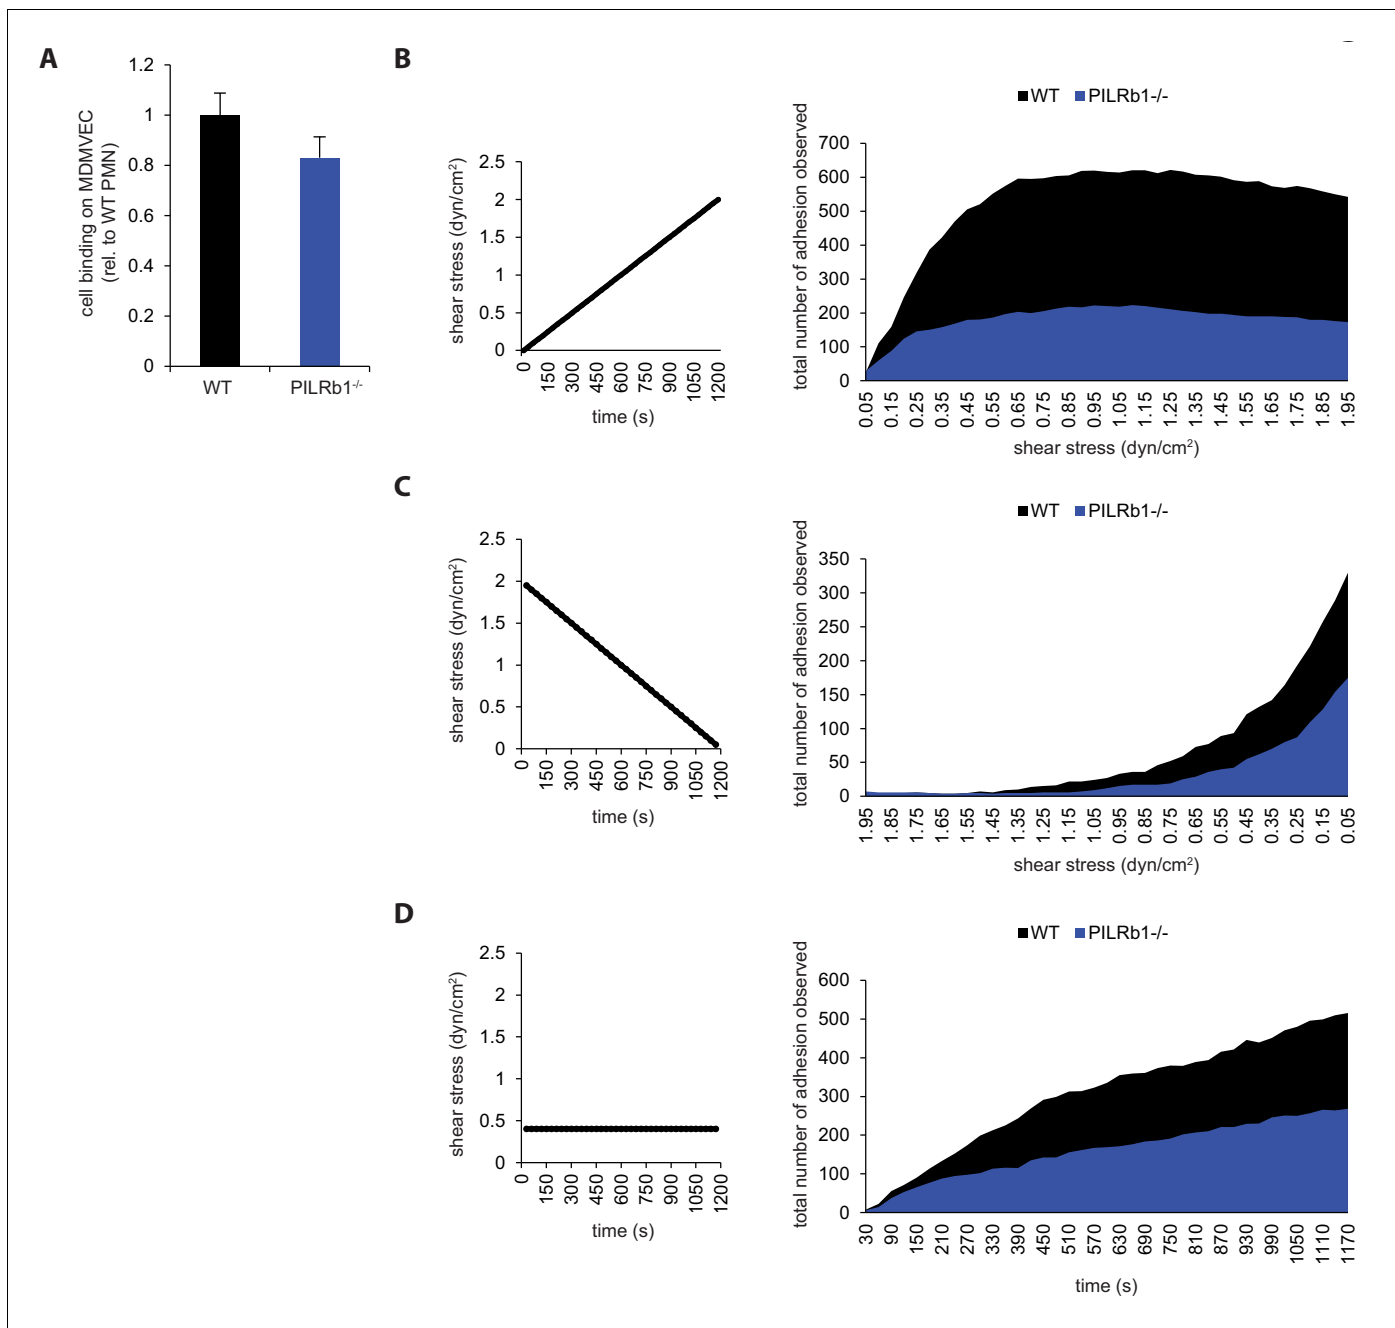 A
1.2
1
0.8
0.6
0.4
0.2
0
cell binding on MDMVEC
(rel. to WT PMN)
WT PILRb1-/-
B
2.5
2
1.5
1
0.5
0
shear stress (dyn/cm2)
0 150 300 450 600 750 900 1050 1200
time (s)
WT PILRb1-/-
700
600
500
400
300
200
100
0
total number of adhesion observed
0.05 0.15 0.25 0.35 0.45 0.55 0.65 0.75 0.85 0.95 1.05 1.15 1.25 1.35 1.45 1.55 1.65 1.75 1.85 1.95
shear stress (dyn/cm2)
C
2.5
2
1.5
1
0.5
0
shear stress (dyn/cm2)
0 150 300 450 600 750 900 1050 1200
time (s)
WT PILRb1-/-
350
300
250
200
150
100
50
0
total number of adhesion observed
1.95 1.85 1.75 1.65 1.55 1.45 1.35 1.25 1.15 1.05 0.95 0.85 0.75 0.65 0.55 0.45 0.35 0.25 0.15 0.05
shear stress (dyn/cm2)
D
2.5
2
1.5
1
0.5
0
shear stress (dyn/cm2)
0 150 300 450 600 750 900 1050 1200
time (s)
WT PILRb1-/-
600
500
400
300
200
100
0
total number of adhesion observed
30 90 150 210 270 330 390 450 510 570 630 690 750 810 870 930 990 1050 1110 1170
time (s)